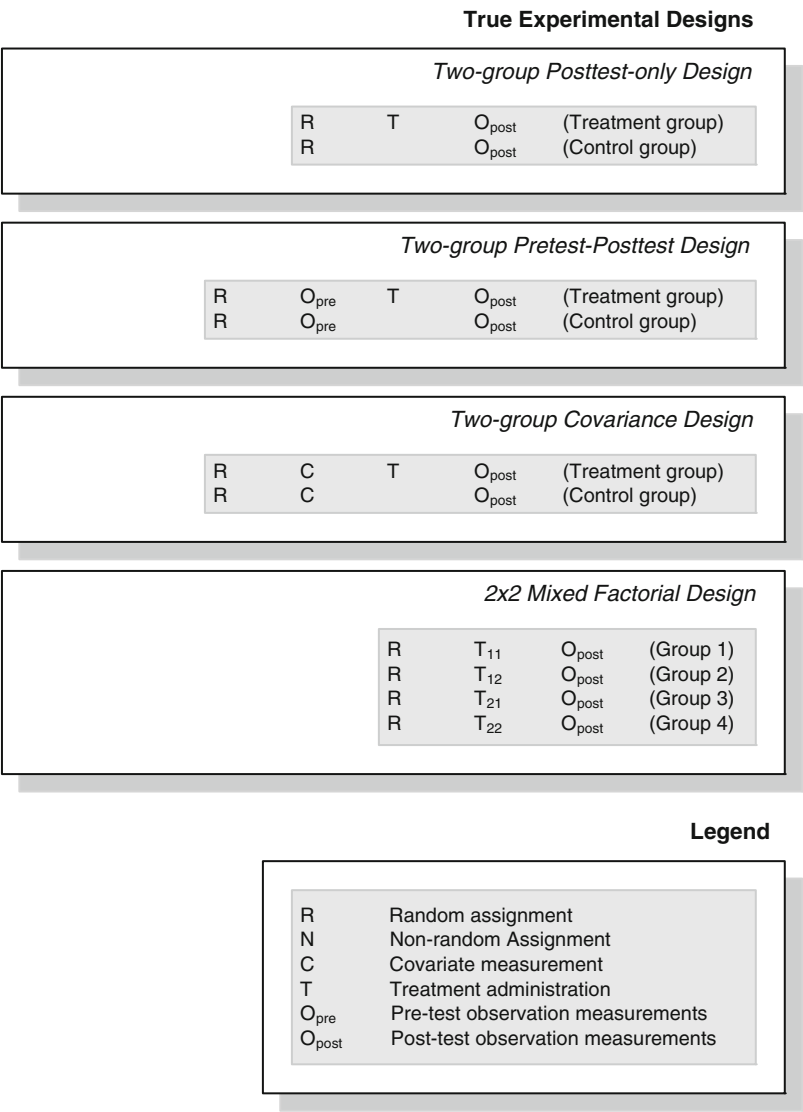 True Experimental Designs
Two-group Posttest-only Design
R T Opost (Treatment group)
R Opost (Control group)
Two-group Pretest-Posttest Design
R Opre T Opost (Treatment group)
R Opre Opost (Control group)
Two-group Covariance Design
R C T Opost (Treatment group)
R C Opost (Control group)
2x2 Mixed Factorial Design
R T11 Opost (Group 1)
R T12 Opost (Group 2)
R T21 Opost (Group 3)
R T22 Opost (Group 4)
Legend
R Random assignment
N Non-random Assignment
C Covariate measurement
T Treatment administration
Opre Pre-test observation measurements
Opost Post-test observation measurements